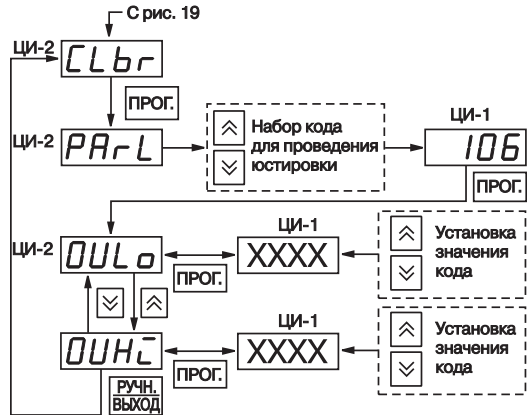 С рис. 19
ЦИ-2
CLbr
ПРОГ.
ЦИ-1
ЦИ-2
PArL
Набор кода
для проведения
юстировки
106
ПРОГ.
ЦИ-1
ЦИ-2
OULo
ПРОГ.
XXXX
Установка
значения
кода
ЦИ-1
OUHi
ПРОГ.
XXXX
Установка
значения
кода
РУЧН.
ВЫХОД